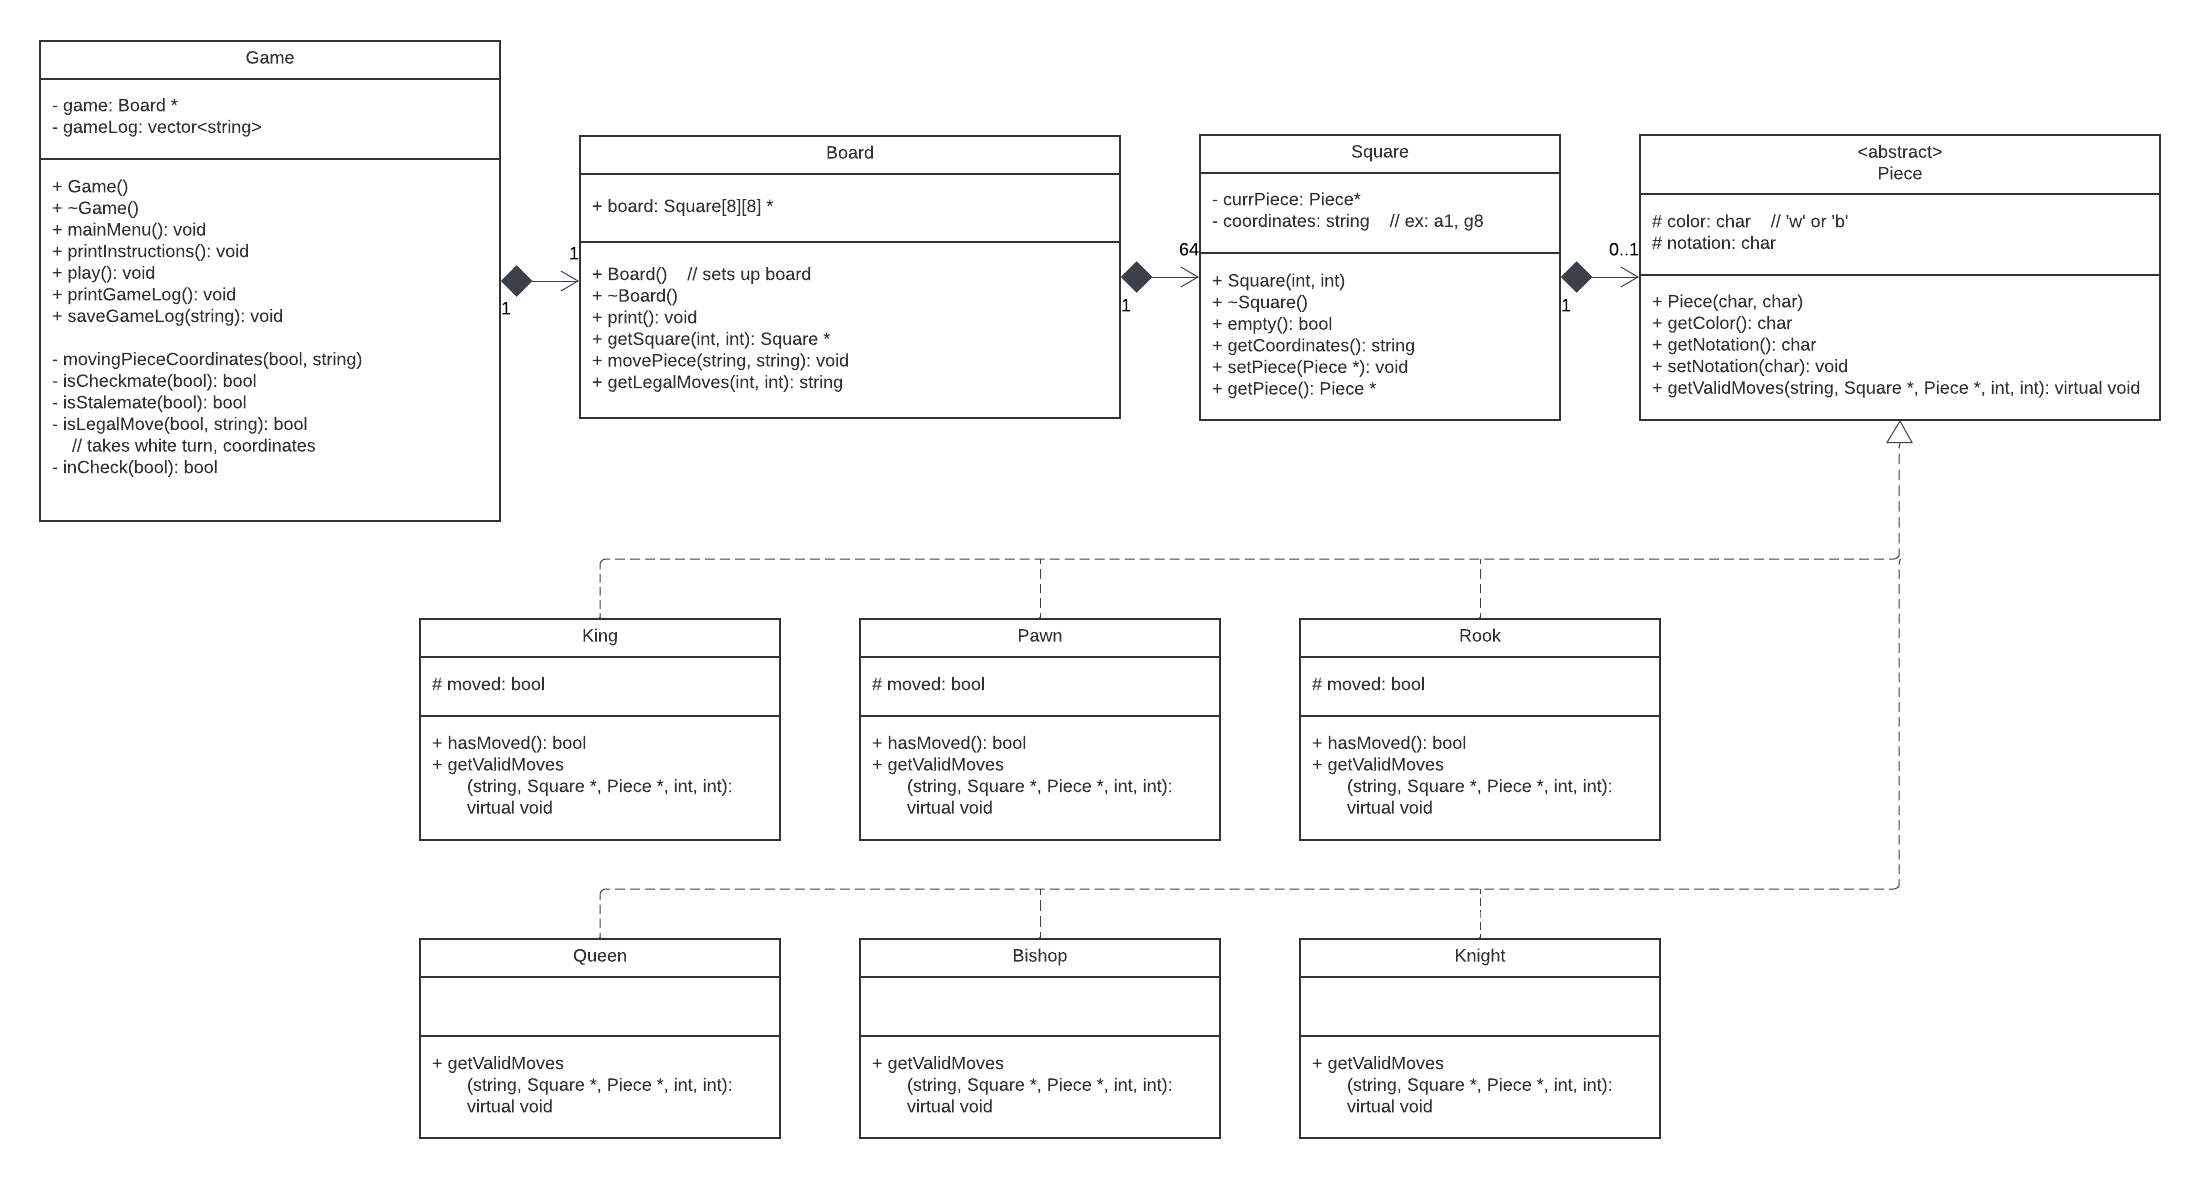 Game
- game: Board *
- gameLog: vector<string>
+ Game()
+ ~Game()
+ mainMenu(): void
+ printInstructions(): void
+ play(): void
+ printGameLog(): void
+ saveGameLog(string): void
- movingPieceCoordinates(bool, string)
- isCheckmate(bool): bool
- isStalemate(bool): bool
- isLegalMove(bool, string): bool
// takes white turn, coordinates
- inCheck(bool): bool
1
1
Board
+ board: Square[8][8] *
+ Board()    // sets up board
+ ~Board()
+ print(): void
+ getSquare(int, int): Square *
+ movePiece(string, string): void
+ getLegalMoves(int, int): string
64
1
Square
- currPiece: Piece*
- coordinates: string    // ex: a1, g8
+ Square(int, int)
+ ~Square()
+ empty(): bool
+ getCoordinates(): string
+ setPiece(Piece *): void
+ getPiece(): Piece *
0..1
1
<abstract>
Piece
# color: char    // 'w' or 'b'
# notation: char
+ Piece(char, char)
+ getColor(): char
+ getNotation(): char
+ setNotation(char): void
+ getValidMoves(string, Square *, Piece *, int, int): virtual void
King
# moved: bool
+ hasMoved(): bool
+ getValidMoves
(string, Square *, Piece *, int, int):
virtual void
Pawn
# moved: bool
+ hasMoved(): bool
+ getValidMoves
(string, Square *, Piece *, int, int):
virtual void
Rook
# moved: bool
+ hasMoved(): bool
+ getValidMoves
(string, Square *, Piece *, int, int):
virtual void
Queen
+ getValidMoves
(string, Square *, Piece *, int, int):
virtual void
Bishop
+ getValidMoves
(string, Square *, Piece *, int, int):
virtual void
Knight
+ getValidMoves
(string, Square *, Piece *, int, int):
virtual void